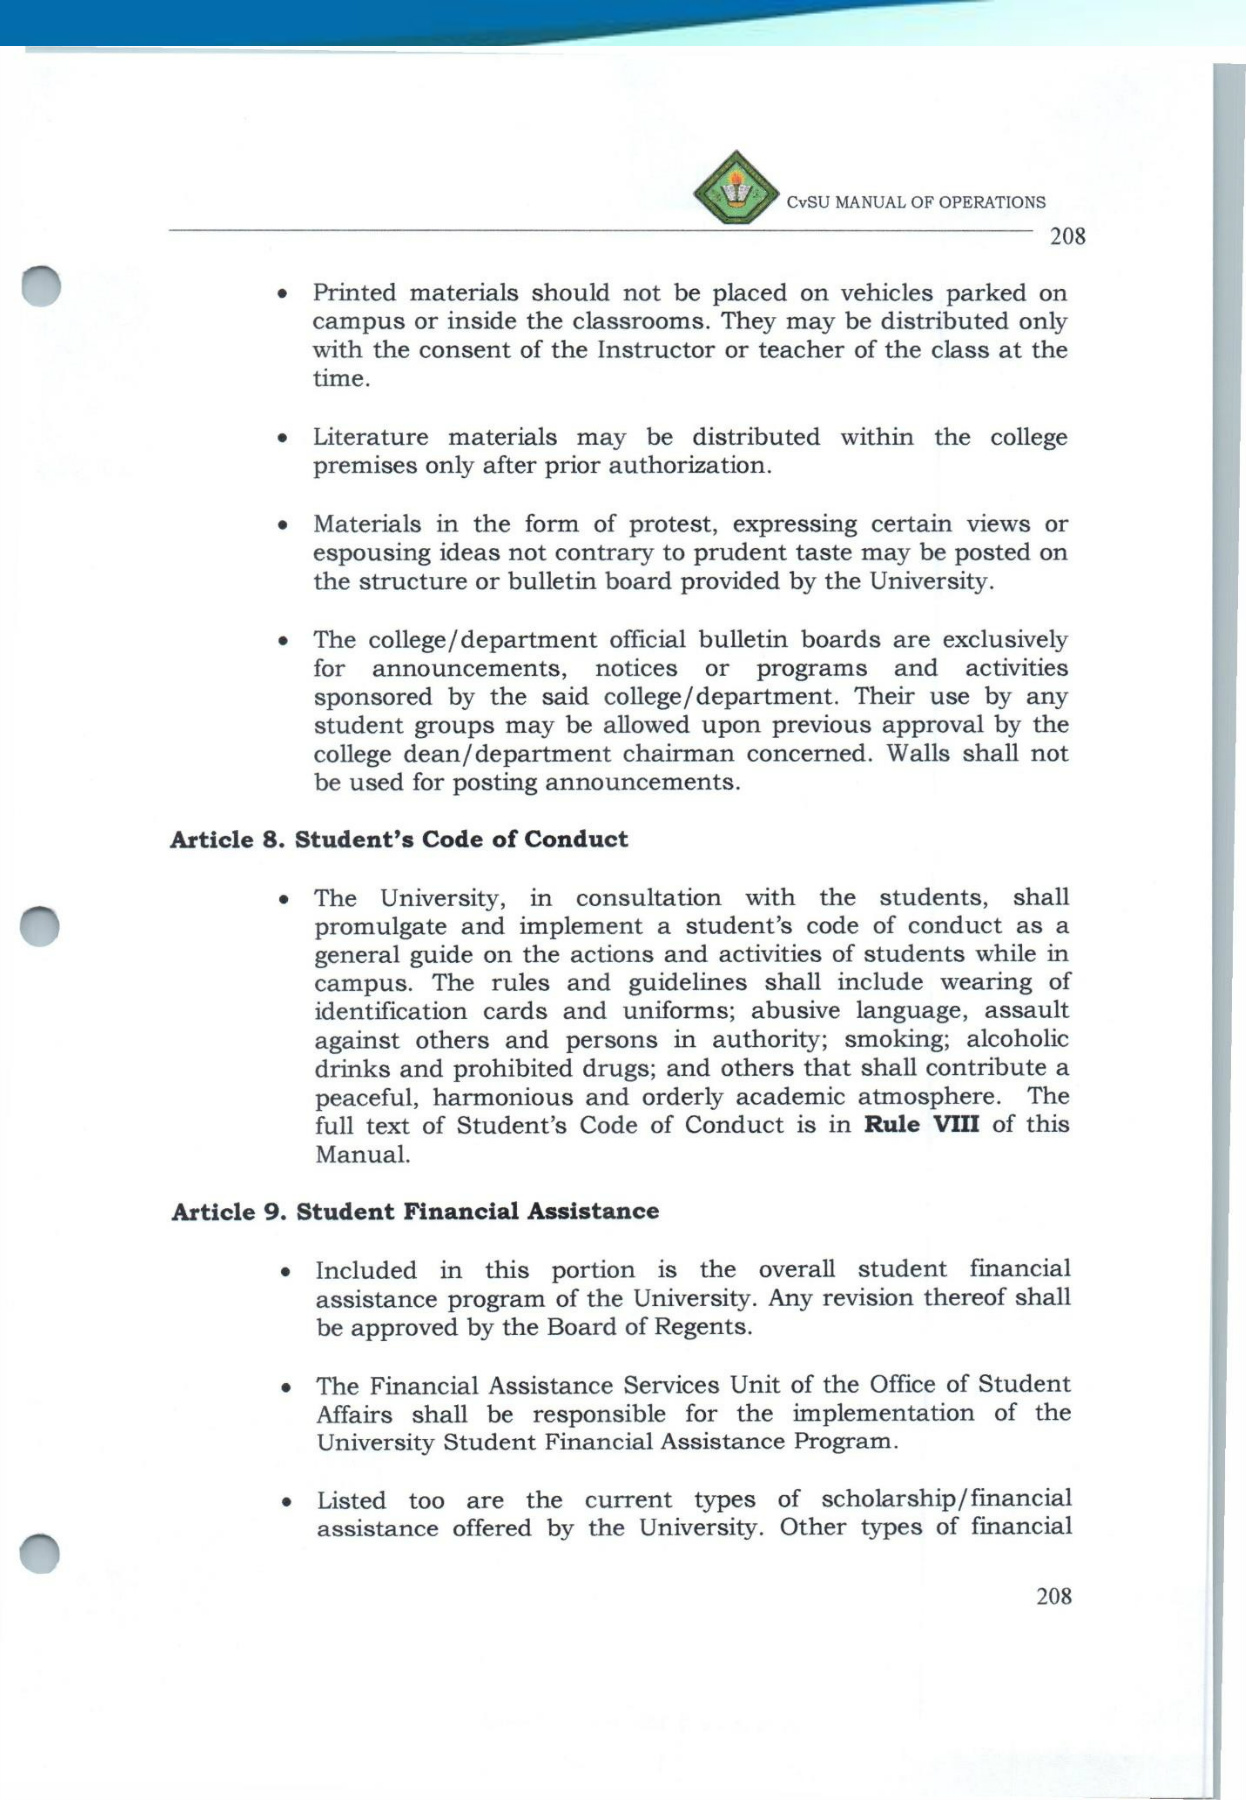 CvSU MANUAL OF OPERATIONS
208
• Printed materials should not be placed on vehicles parked on
campus or inside the classrooms. They may be distributed only
with the consent of the Instructor or teacher of the class at the
time.
• Literature materials may be distributed within the college
premises only after prior authorization.
• Materials in the form of protest, expressing certain views or
espousing ideas not contrary to prudent taste may be posted on
the structure or bulletin board provided by the University.
• The college/department official bulletin boards are exclusively
for announcements, notices or programs and activities
sponsored by the said college/department. Their use by any
student groups may be allowed upon previous approval by the
college dean/department chairman concerned. Walls shall not
be used for posting announcements.
Article 8. Student's Code of Conduct
• The University, in consultation with the students, shall
promulgate and implement a student's code of conduct as a
general guide on the actions and activities of students while in
campus. The rules and guidelines shall include wearing of
identification cards and uniforms; abusive language, assault
against others and persons in authority; smoking; alcoholic
drinks and prohibited drugs; and others that shall contribute a
peaceful, harmonious and orderly academic atmosphere. The
full text of Student's Code of Conduct is in Rule VIII of this
Manual.
Article 9. Student Financial Assistance
• Included in this portion is the overall student financial
assistance program of the University. Any revision thereof shall
be approved by the Board of Regents.
• The Financial Assistance Services Unit of the Office of Student
Affairs shall be responsible for the implementation of the
University Student Financial Assistance Program.
• Listed too are the current types of scholarship/financial
assistance offered by the University. Other types of financial
208